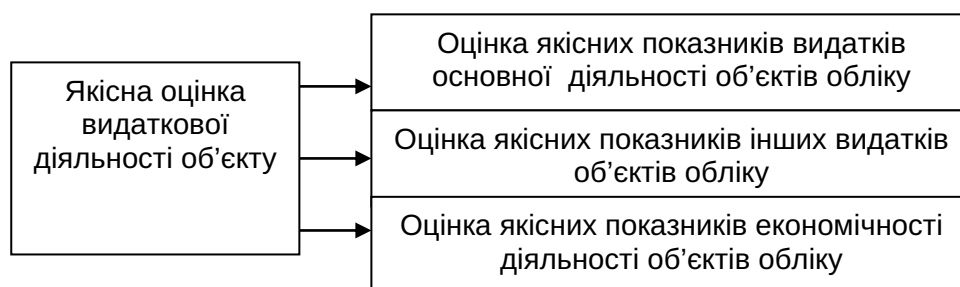 Якісна оцінка
видаткової
діяльності об’єкту
Оцінка якісних показників видатків
основної  діяльності об’єктів обліку
Оцінка якісних показників інших видатків
об’єктів обліку
Оцінка якісних показників економічності
діяльності об’єктів обліку